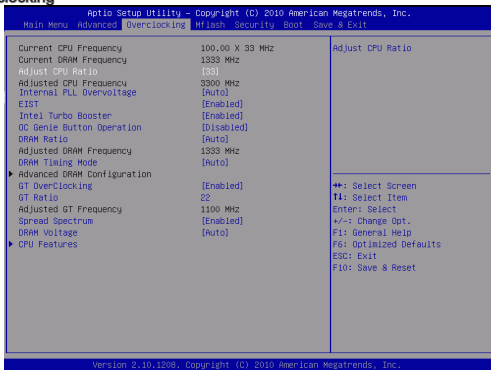 clocking
Aptio Setup Utility – Copyright (C) 2010 American Megatrends, Inc.
Main Menu Advanced Overclocking Mflash Security Boot Save & Exit
Current CPU Frequency 100.00 X 33 MHz
Current DRAM Frequency 1333 MHz
Adjust CPU Ratio [33]
Adjusted CPU Frequency 3300 MHz
Internal PLL Overvoltage [Auto]
EIST [Enabled]
Intel Turbo Booster [Enabled]
OC Genie Button Operation [Disabled]
DRAM Ratio [Auto]
Adjusted DRAM Frequency 1333 MHz
DRAM Timing Mode [Auto]
Advanced DRAM Configuration
GT OverClocking [Enabled]
GT Ratio 22
Adjusted GT Frequency 1100 MHz
Spread Spectrum [Enabled]
DRAM Voltage [Auto]
CPU Features
Adjust CPU Ratio
→←: Select Screen
↑↓: Select Item
Enter: Select
+/-: Change Opt.
F1: General Help
F6: Optimized Defaults
ESC: Exit
F10: Save & Reset
Version 2.10.1208. Copyright (C) 2010 American Megatrends, Inc.